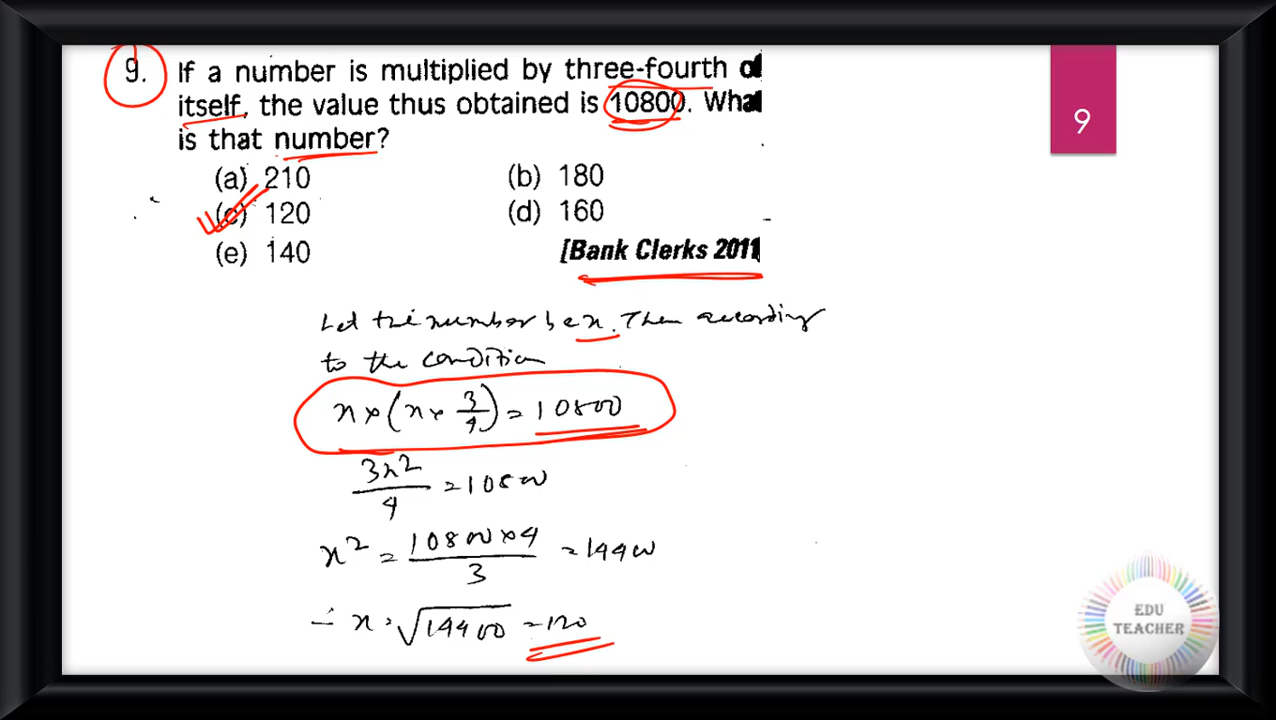 9. If a number is multiplied by three-fourth of
itself, the value thus obtained is 10800. What
is that number?
(a) 210 (b) 180
(c) 120 (d) 160
(e) 140 [Bank Clerks 2011
9
Let the number be x. Then according
to the condition
x × (x × 3/4) = 10800
3x²/4 = 10800
x² = 10800×4/3 = 14400
∴ x = √14400 = 120
EDU
TEACHER